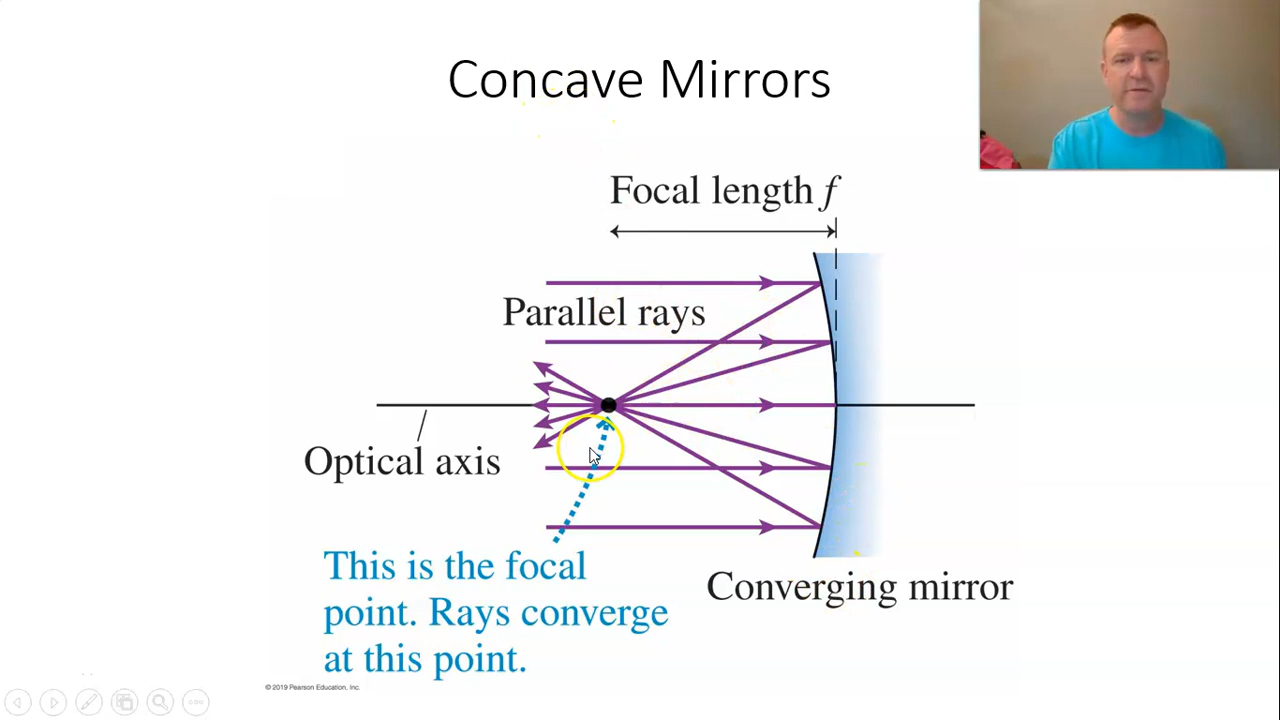 Concave Mirrors
Focal length f
Parallel rays
Optical axis
This is the focal
point. Rays converge
at this point.
Converging mirror
© 2019 Pearson Education, Inc.